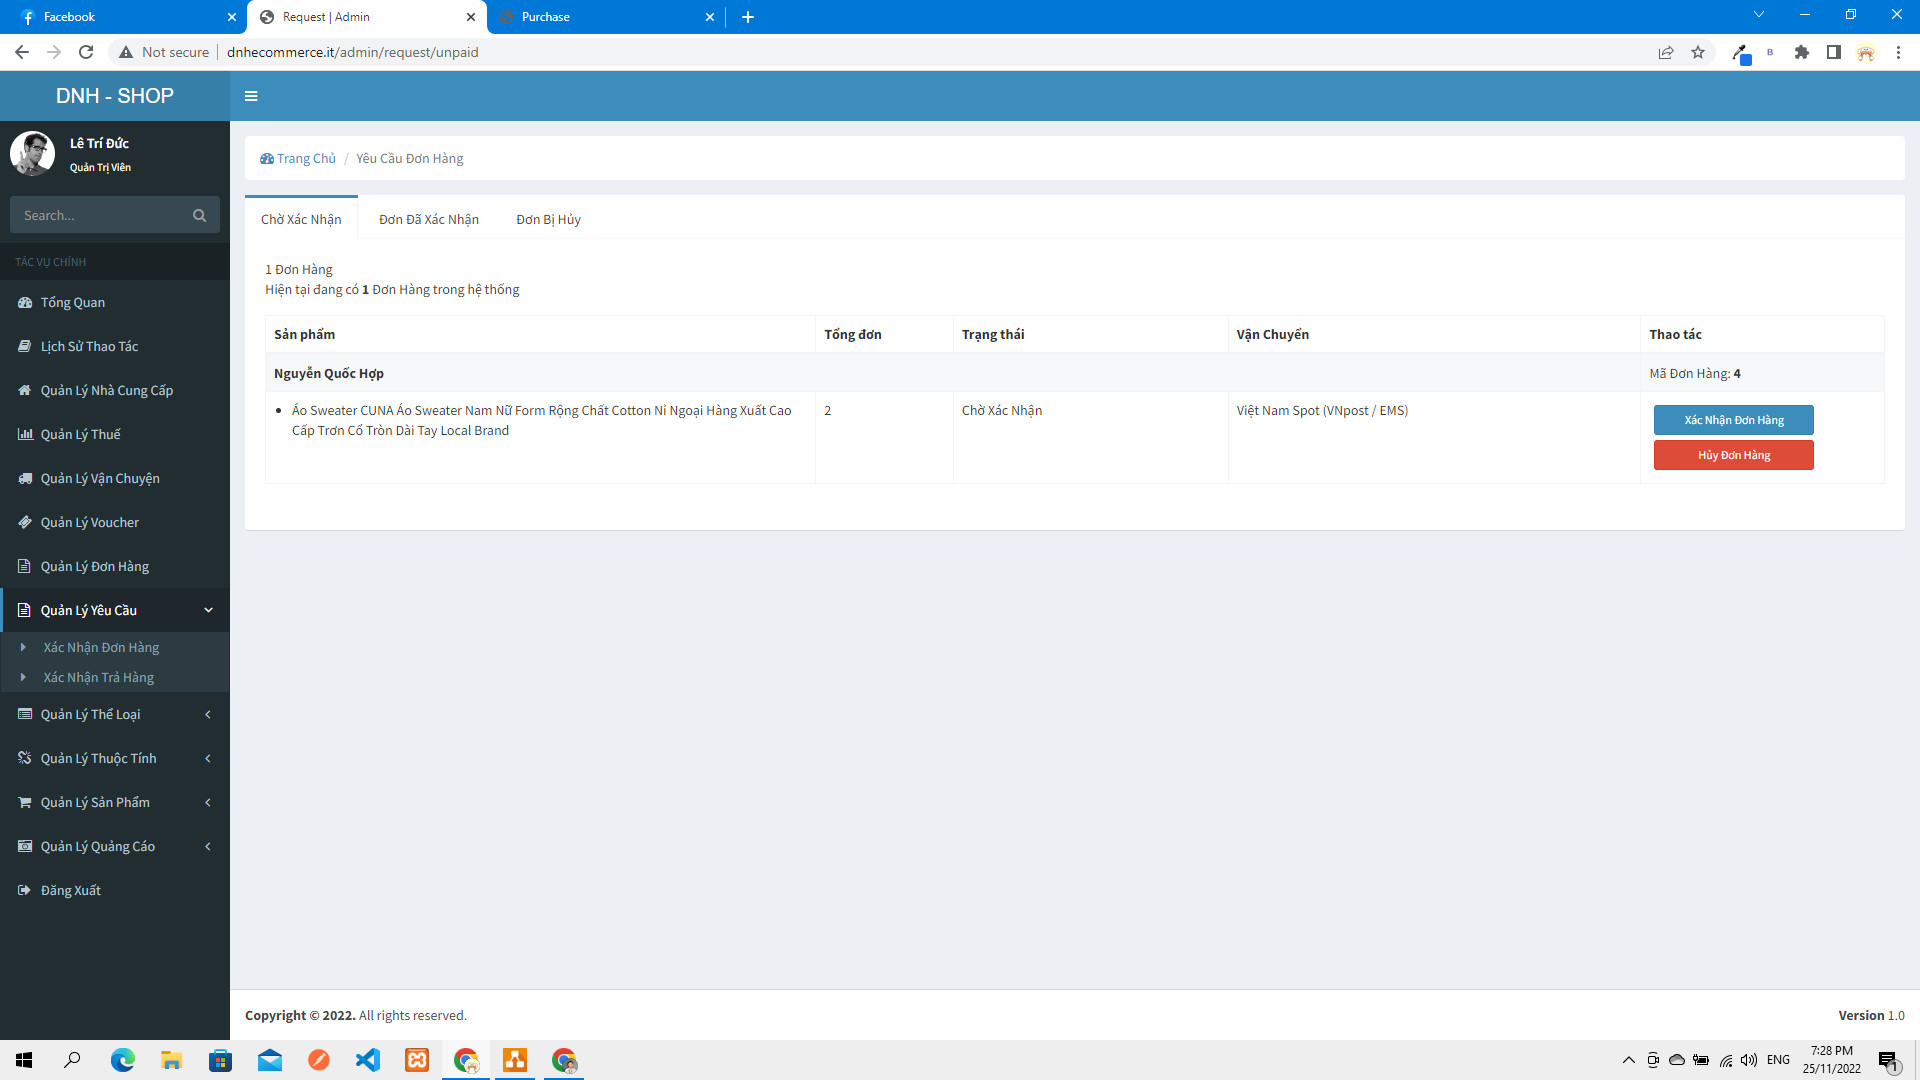 Facebook
Request | Admin
Purchase
Not secure
dnhecommerce.it/admin/request/unpaid
B
DNH - SHOP
Lê Trí Đức
Quản Trị Viên
Search...
TÁC VỤ CHÍNH
Tổng Quan
Lịch Sử Thao Tác
Quản Lý Nhà Cung Cấp
Quản Lý Thuế
Quản Lý Vận Chuyện
Quản Lý Voucher
Quản Lý Đơn Hàng
Quản Lý Yêu Cầu
Xác Nhận Đơn Hàng
Xác Nhận Trả Hàng
Quản Lý Thể Loại
Quản Lý Thuộc Tính
Quản Lý Sản Phẩm
Quản Lý Quảng Cáo
Đăng Xuất
Trang Chủ / Yêu Cầu Đơn Hàng
Chờ Xác Nhận
Đơn Đã Xác Nhận
Đơn Bị Hủy
1 Đơn Hàng
Hiện tại đang có 1 Đơn Hàng trong hệ thống
Sản phẩm
Tổng đơn
Trạng thái
Vận Chuyển
Thao tác
Nguyễn Quốc Hợp
Mã Đơn Hàng: 4
Áo Sweater CUNA Áo Sweater Nam Nữ Form Rộng Chất Cotton Nỉ Ngoại Hàng Xuất Cao
Cấp Trơn Cổ Tròn Dài Tay Local Brand
2
Chờ Xác Nhận
Việt Nam Spot (VNpost / EMS)
Xác Nhận Đơn Hàng
Hủy Đơn Hàng
Copyright © 2022. All rights reserved.
Version 1.0
ENG
7:28 PM
25/11/2022
1